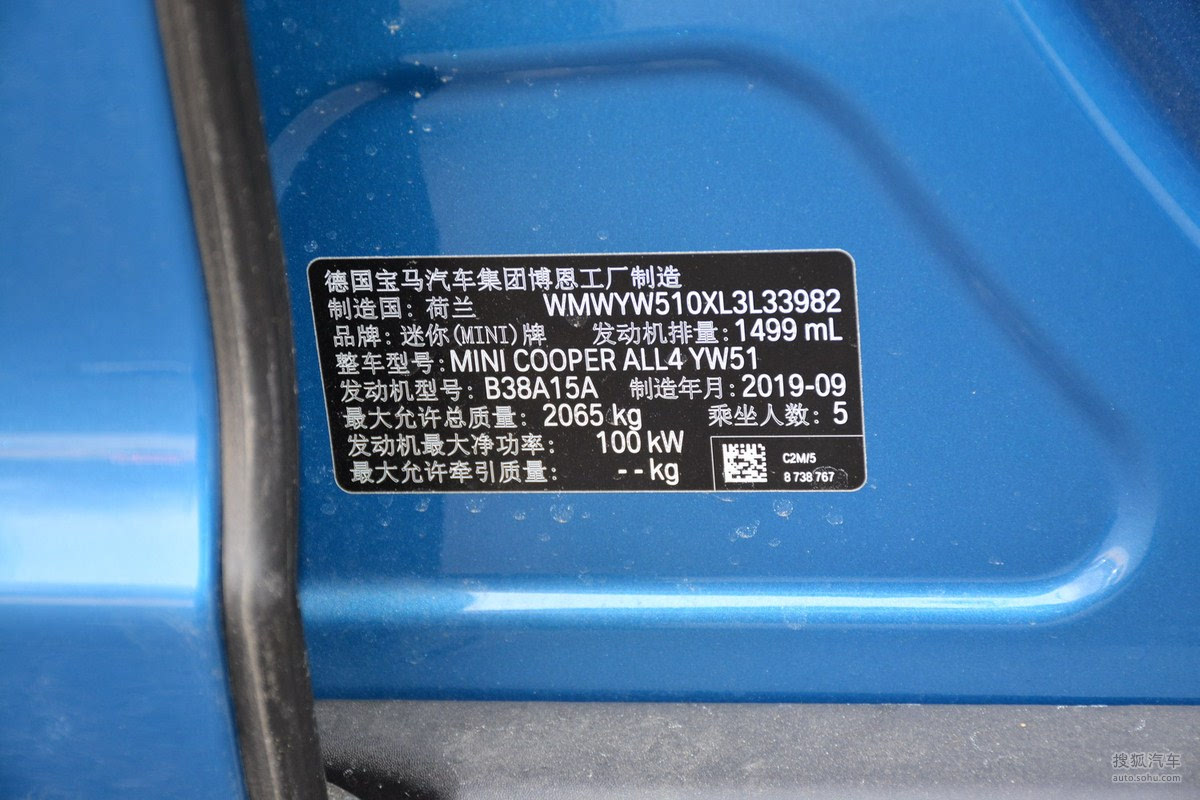 德国宝马汽车集团博恩工厂制造
制造国: 荷兰 WMWYW510XL3L33982
品牌: 迷你(MINI)牌 发动机排量: 1499 mL
整车型号: MINI COOPER ALL4 YW51
发动机型号: B38A15A 制造年月: 2019-09
最大允许总质量: 2065 kg 乘坐人数: 5
发动机最大净功率: 100 kW
最大允许牵引质量: -- kg
C2M/5
8 738 767
搜狐汽车
auto.sohu.com